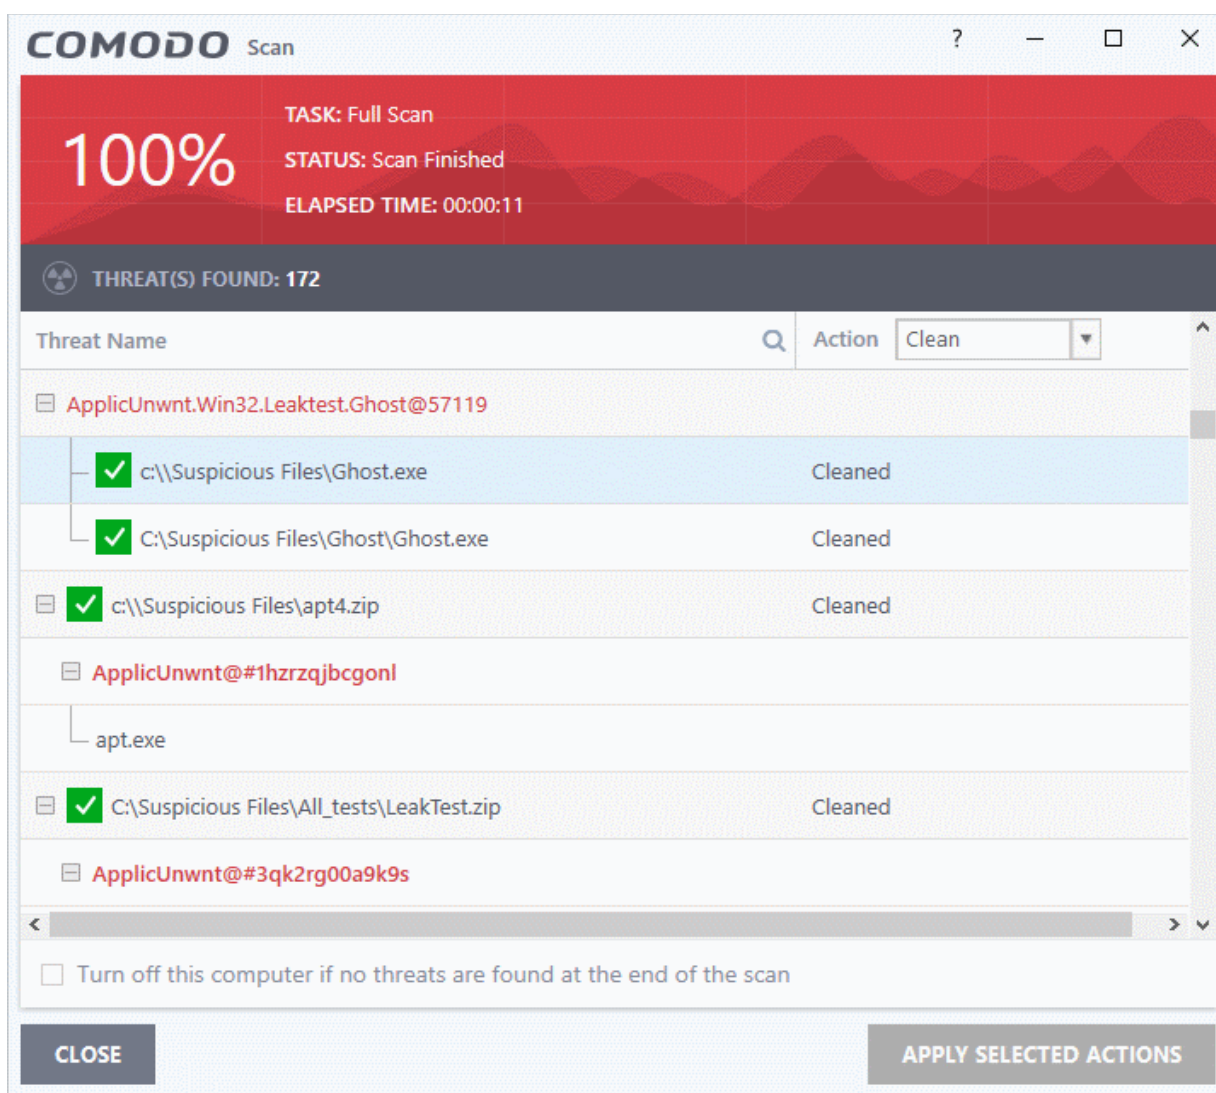 COMODO Scan ?
100%
TASK: Full Scan
STATUS: Scan Finished
ELAPSED TIME: 00:00:11
THREAT(S) FOUND: 172
Threat Name Action Clean
ApplicUnwnt.Win32.Leaktest.Ghost@57119
c:\\Suspicious Files\Ghost.exe Cleaned
C:\Suspicious Files\Ghost\Ghost.exe Cleaned
c:\\Suspicious Files\apt4.zip Cleaned
ApplicUnwnt@#1hzrzqjbcgonl
apt.exe
C:\Suspicious Files\All_tests\LeakTest.zip Cleaned
ApplicUnwnt@#3qk2rg00a9k9s
Turn off this computer if no threats are found at the end of the scan
CLOSE APPLY SELECTED ACTIONS